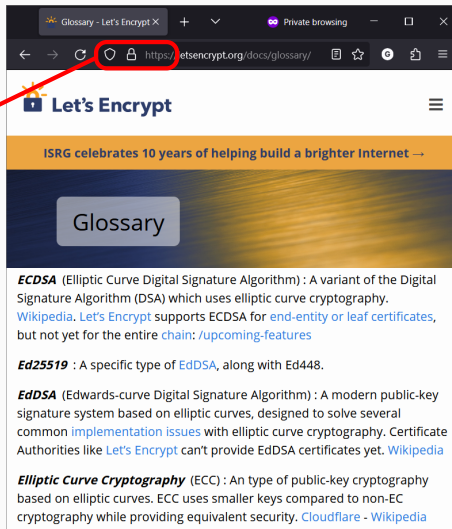 Glossary - Let's Encrypt
Private browsing
https://letsencrypt.org/docs/glossary/
Let's Encrypt
ISRG celebrates 10 years of helping build a brighter Internet →
Glossary
ECDSA (Elliptic Curve Digital Signature Algorithm) : A variant of the Digital
Signature Algorithm (DSA) which uses elliptic curve cryptography.
Wikipedia. Let's Encrypt supports ECDSA for end-entity or leaf certificates,
but not yet for the entire chain: /upcoming-features
Ed25519 : A specific type of EdDSA, along with Ed448.
EdDSA (Edwards-curve Digital Signature Algorithm) : A modern public-key
signature system based on elliptic curves, designed to solve several
common implementation issues with elliptic curve cryptography. Certificate
Authorities like Let's Encrypt can't provide EdDSA certificates yet. Wikipedia
Elliptic Curve Cryptography (ECC) : An type of public-key cryptography
based on elliptic curves. ECC uses smaller keys compared to non-EC
cryptography while providing equivalent security. Cloudflare - Wikipedia